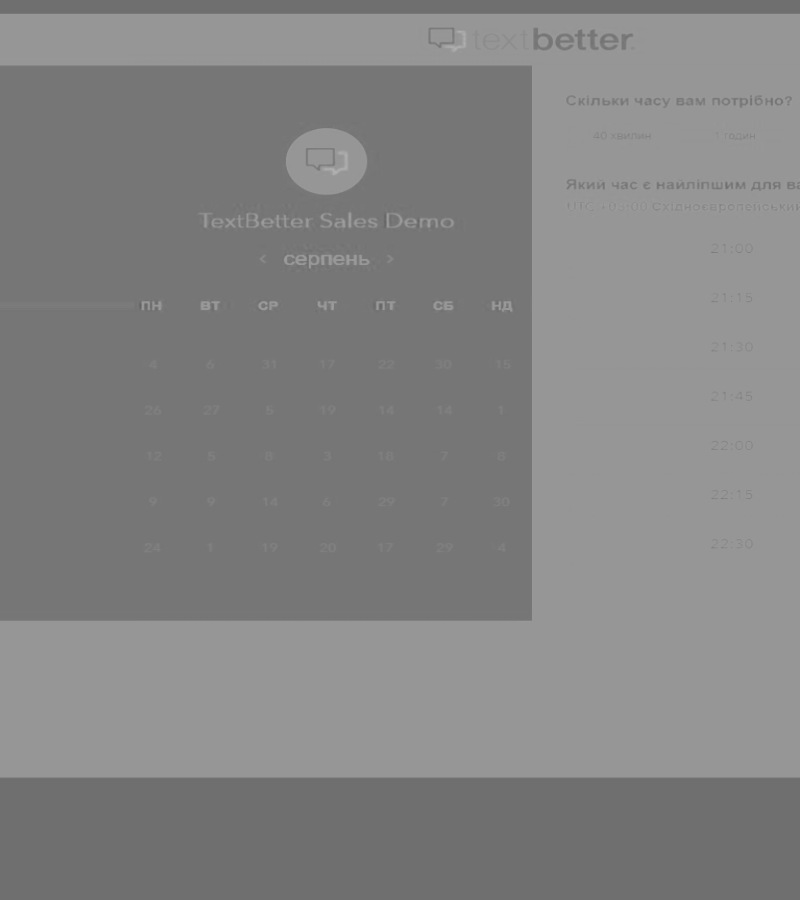 textbetter.
TextBetter Sales Demo
< серпень >
ПН ВТ СР ЧТ ПТ СБ НД
4 6 31 17 22 30 15
26 27 5 19 14 14 1
12 5 8 3 18 7 8
9 9 14 6 29 7 30
24 1 19 20 17 29 4
Скільки часу вам потрібно?
40 хвилин 1 годин
Який час є найліпшим для
UTC +03:00 Східноєвропейськи
21:00
21:15
21:30
21:45
22:00
22:15
22:30